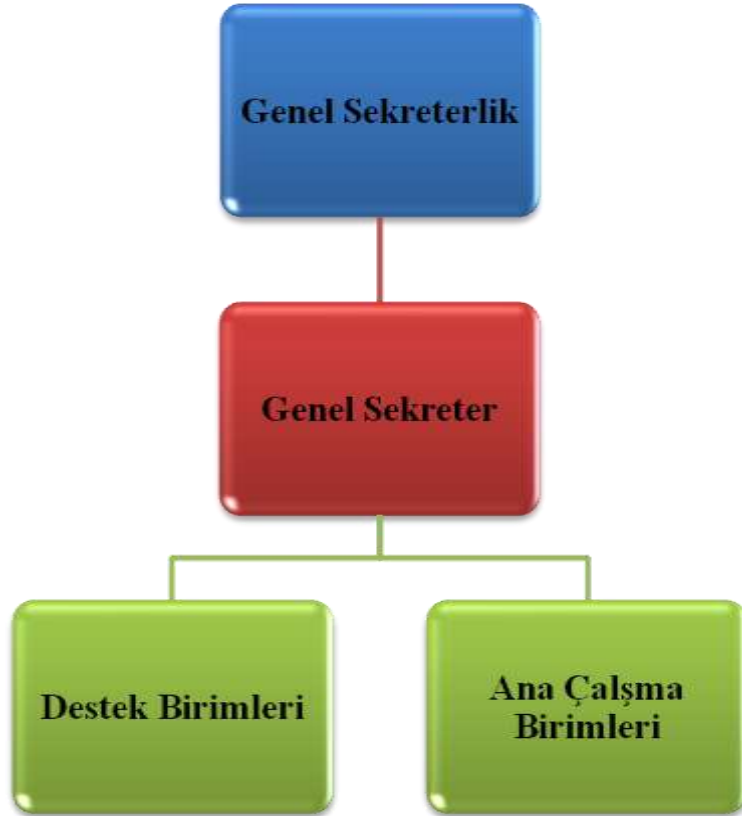 Genel Sekreterlik
Genel Sekreter
Destek Birimleri
Ana Çalşma
Birimleri